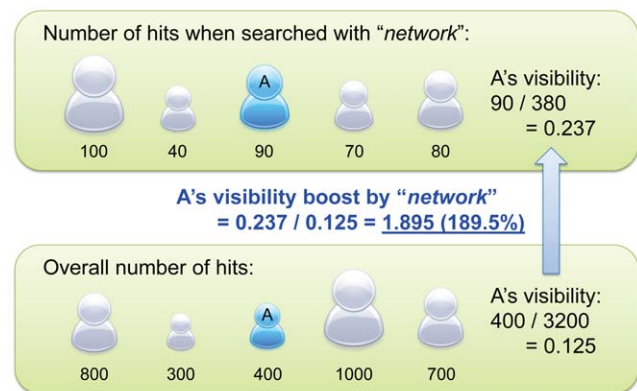 Number of hits when searched with “network”:
A
A’s visibility:
90 / 380
= 0.237
100 40 90 70 80
A’s visibility boost by “network”
= 0.237 / 0.125 = 1.895 (189.5%)
Overall number of hits:
A
A’s visibility:
400 / 3200
= 0.125
800 300 400 1000 700